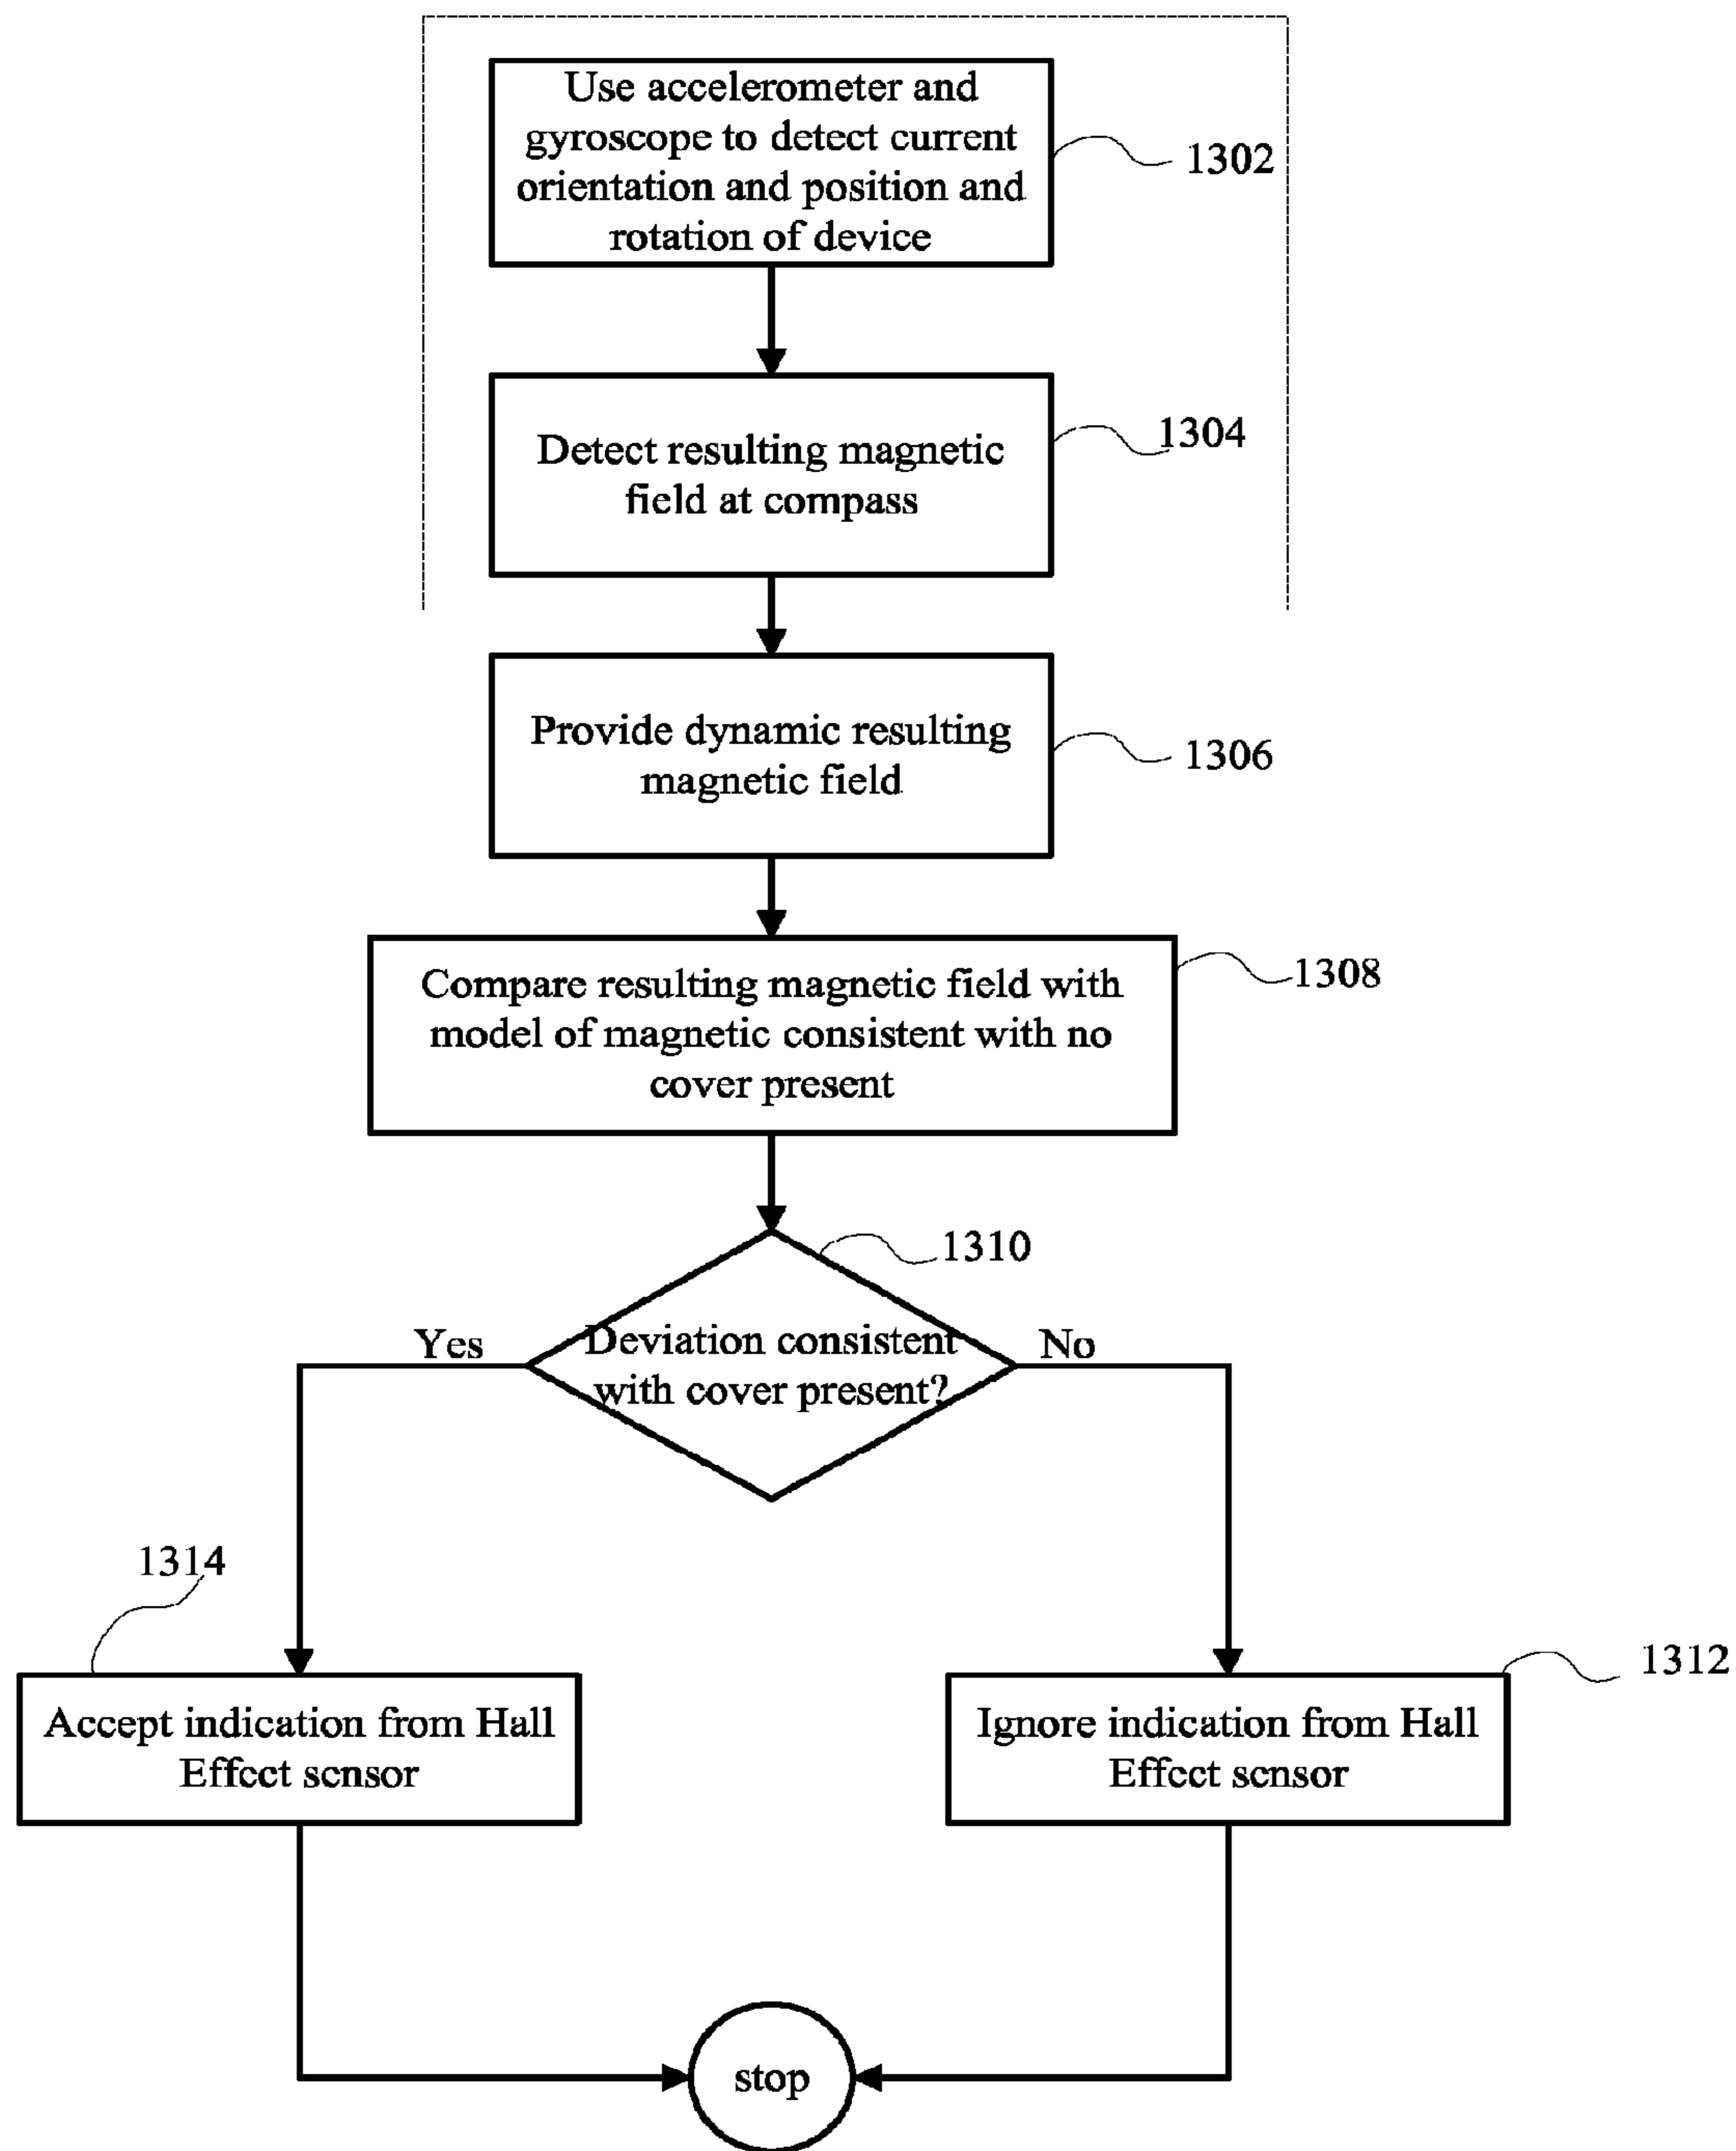 Use accelerometer and
gyroscope to detect current
orientation and position and
rotation of device
1302
Detect resulting magnetic
field at compass
1304
Provide dynamic resulting
magnetic field
1306
Compare resulting magnetic field with
model of magnetic consistent with no
cover present
1308
1310
Deviation consistent
with cover present?
Yes
No
1314
Accept indication from Hall
Effect sensor
1312
Ignore indication from Hall
Effect sensor
stop